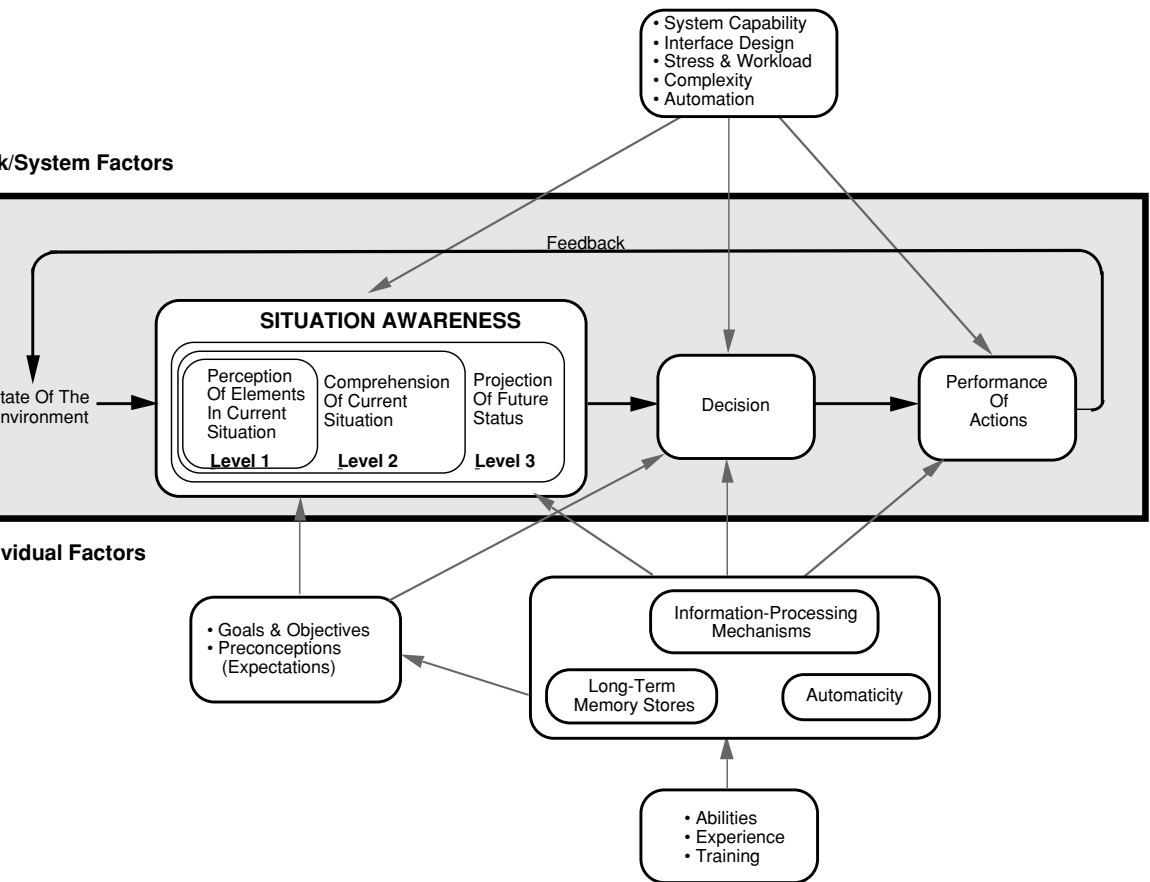 • System Capability
• Interface Design
• Stress & Workload
• Complexity
• Automation
k/System Factors
Feedback
SITUATION AWARENESS
Perception
Of Elements
In Current
Situation
Level 1
Comprehension
Of Current
Situation
Level 2
Projection
Of Future
Status
Level 3
tate Of The
nvironment
Decision
Performance
Of
Actions
vidual Factors
• Goals & Objectives
• Preconceptions
(Expectations)
Information-Processing
Mechanisms
Long-Term
Memory Stores
Automaticity
• Abilities
• Experience
• Training